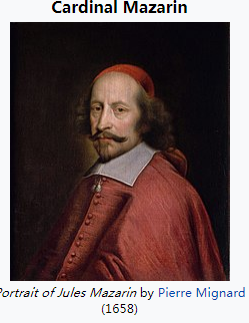 Cardinal Mazarin
Portrait of Jules Mazarin by Pierre Mignard
(1658)